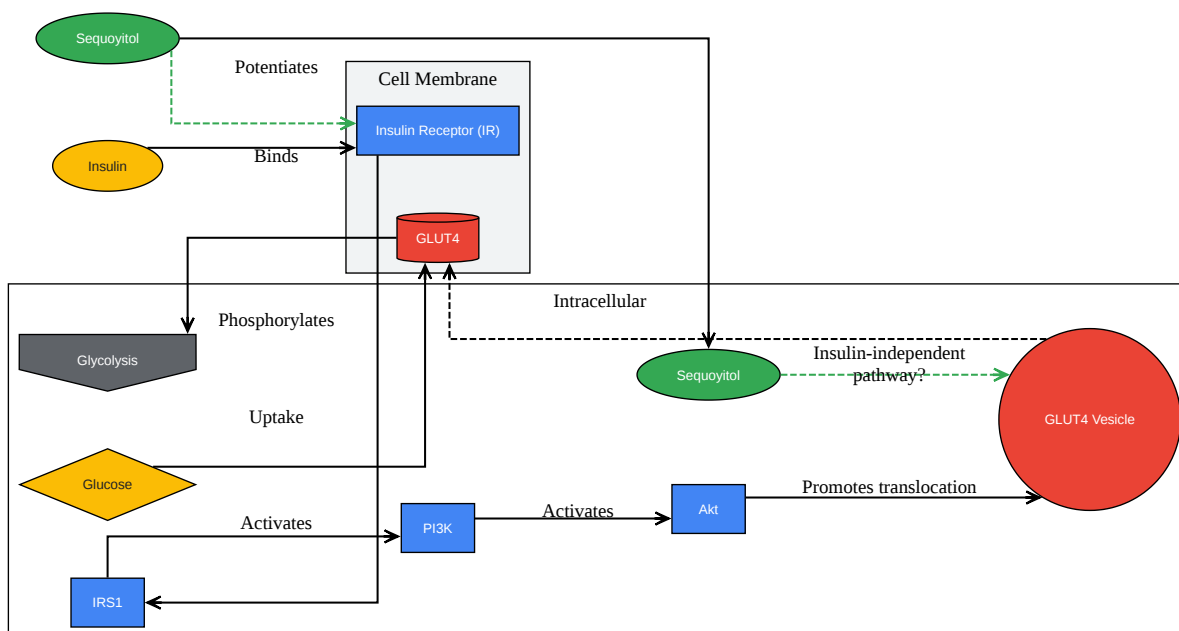 Sequoyitol
Potentiates
Cell Membrane
Insulin Receptor (IR)
Binds
Insulin
GLUT4
Intracellular
Phosphorylates
Glycolysis
Insulin-independent
pathway?
Sequoyitol
Uptake
GLUT4 Vesicle
Glucose
Promotes translocation
Activates
Akt
Activates
PI3K
IRS1